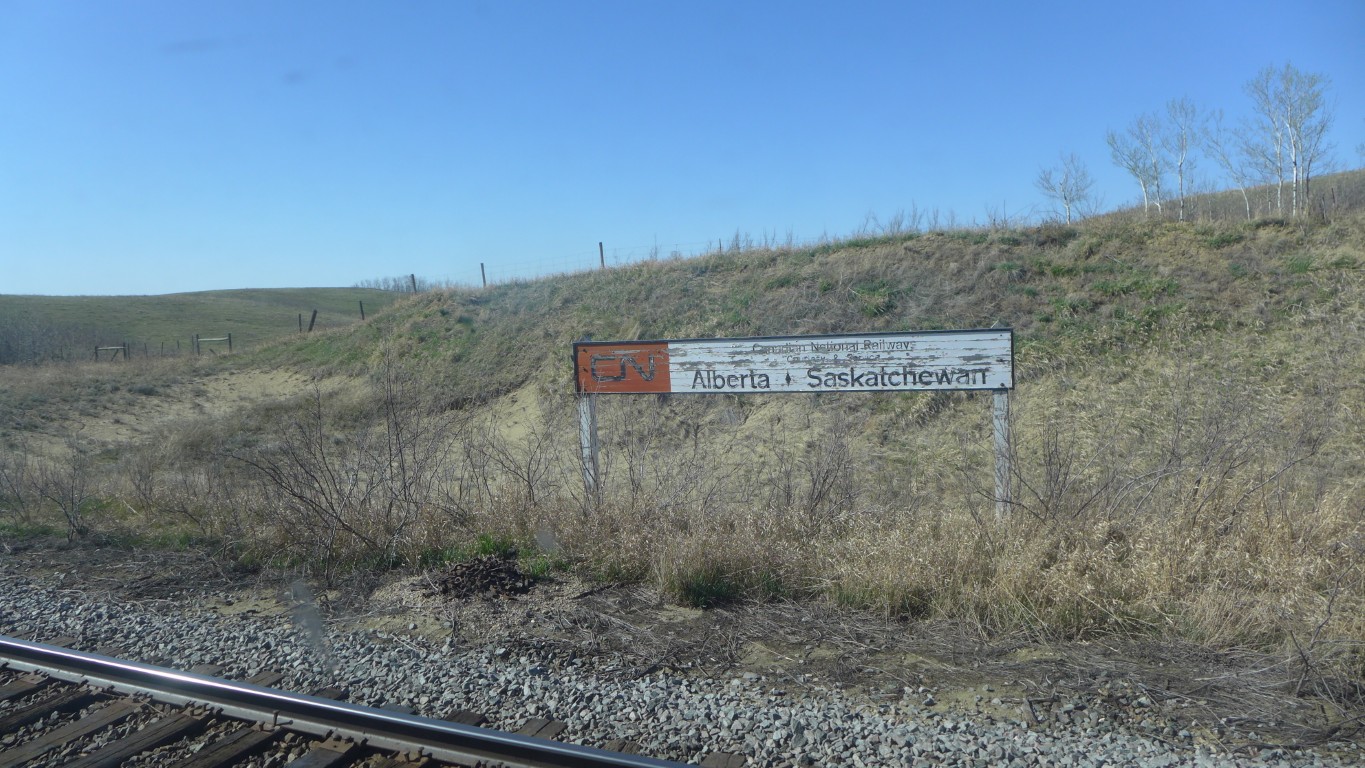 CN
Canadian National Railways
Alberta ♦ Saskatchewan